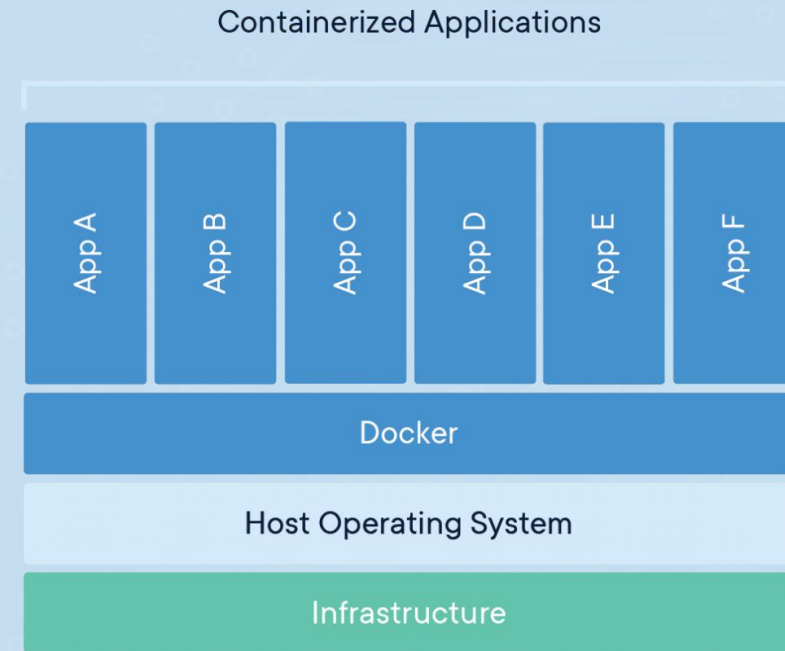 Containerized Applications
App A
App B
App C
App D
App E
App F
Docker
Host Operating System
Infrastructure